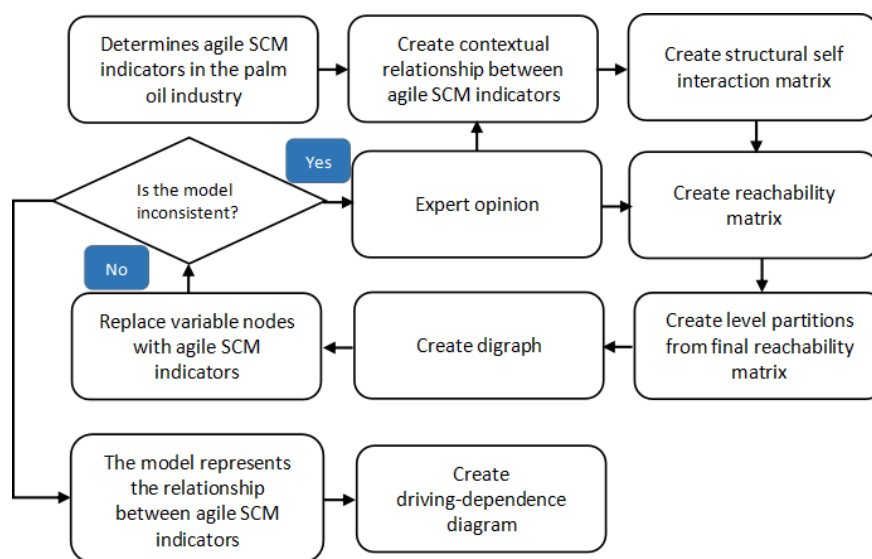 Determines agile SCM
indicators in the palm
oil industry
Create contextual
relationship between
agile SCM indicators
Create structural self
interaction matrix
Is the model
inconsistent?
Yes
Expert opinion
Create reachability
matrix
No
Replace variable nodes
with agile SCM
indicators
Create digraph
Create level partitions
from final reachability
matrix
The model represents
the relationship
between agile SCM
indicators
Create
driving-dependence
diagram